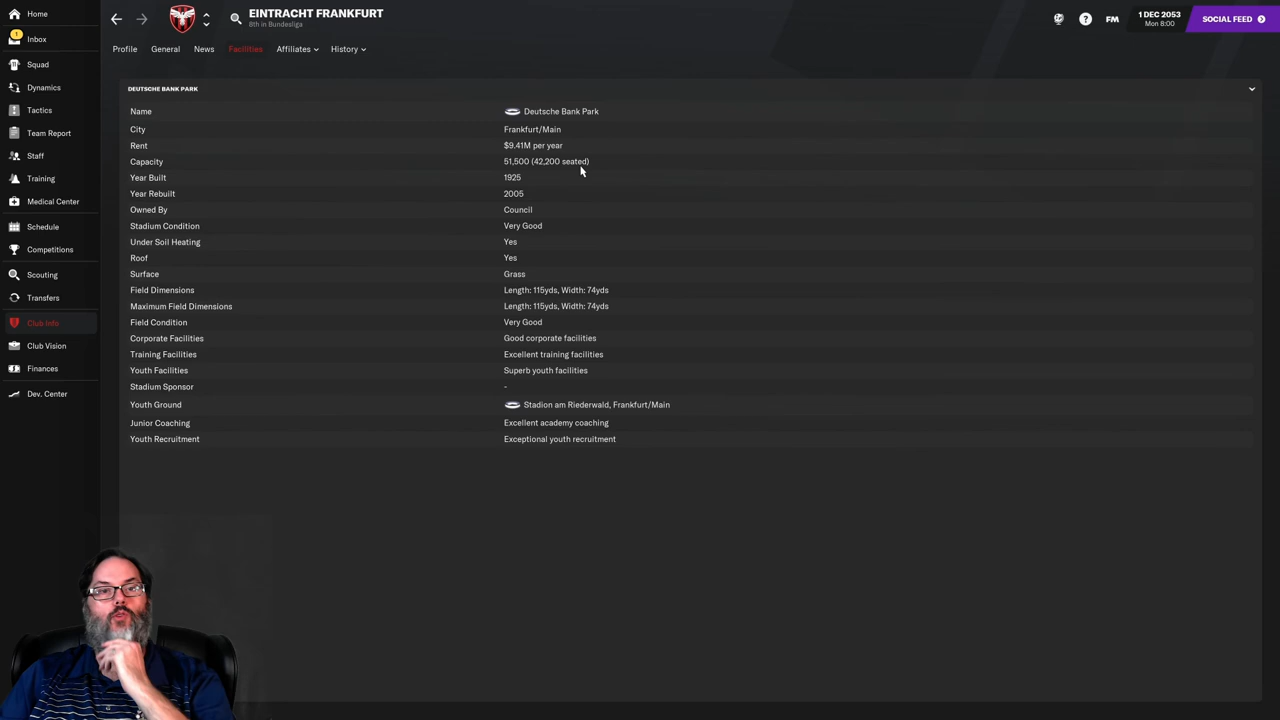 Home
EINTRACHT FRANKFURT
8th in Bundesliga
FM
1 DEC 2053
Mon 8:00
SOCIAL FEED
1
Inbox
Profile
General
News
Facilities
Affiliates
History
Squad
Dynamics
Tactics
Team Report
Staff
Training
Medical Center
Schedule
Competitions
Scouting
Transfers
Club Info
Club Vision
Finances
Dev. Center
DEUTSCHE BANK PARK
Name Deutsche Bank Park
City Frankfurt/Main
Rent $9.41M per year
Capacity 51,500 (42,200 seated)
Year Built 1925
Year Rebuilt 2005
Owned By Council
Stadium Condition Very Good
Under Soil Heating Yes
Roof Yes
Surface Grass
Field Dimensions Length: 115yds, Width: 74yds
Maximum Field Dimensions Length: 115yds, Width: 74yds
Field Condition Very Good
Corporate Facilities Good corporate facilities
Training Facilities Excellent training facilities
Youth Facilities Superb youth facilities
Stadium Sponsor -
Youth Ground Stadion am Riederwald, Frankfurt/Main
Junior Coaching Excellent academy coaching
Youth Recruitment Exceptional youth recruitment